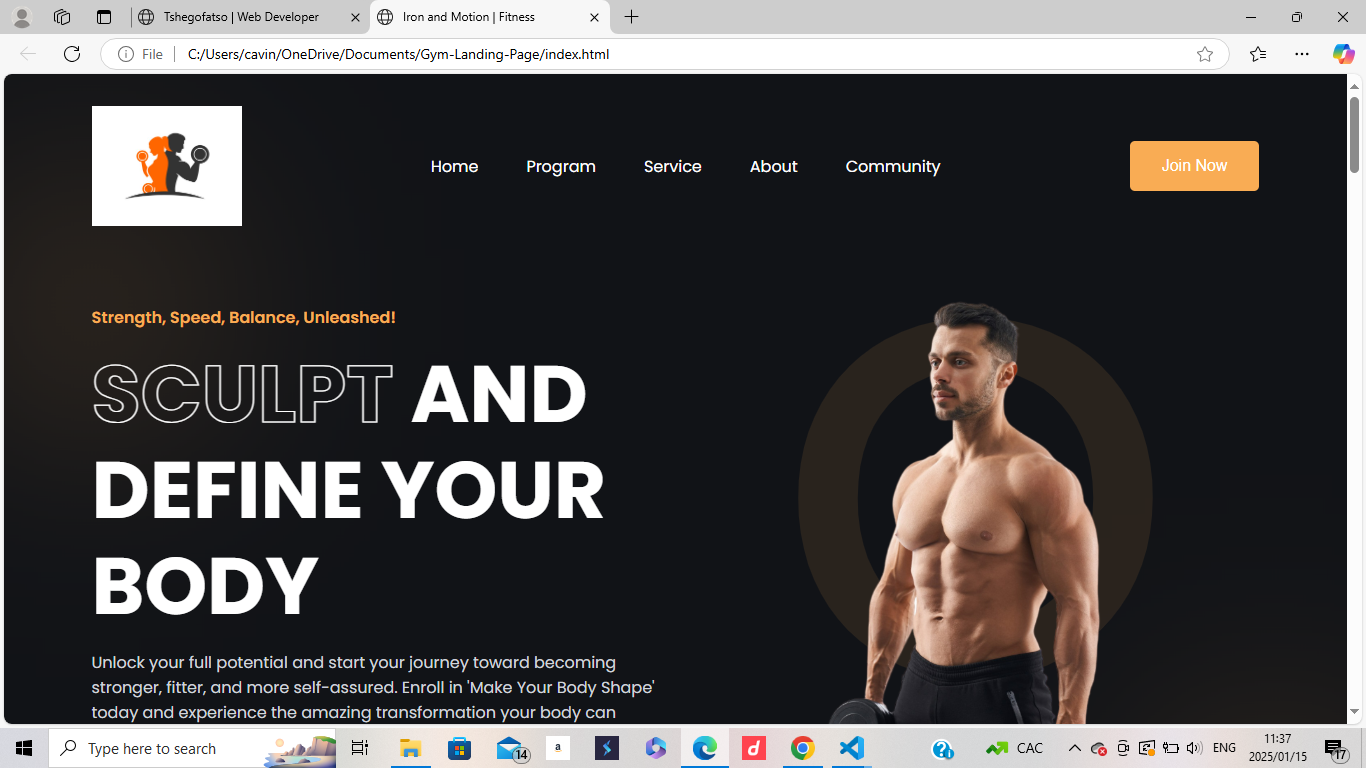 Tshegofatso | Web Developer
Iron and Motion | Fitness
File
C:/Users/cavin/OneDrive/Documents/Gym-Landing-Page/index.html
Home
Program
Service
About
Community
Join Now
Strength, Speed, Balance, Unleashed!
SCULPT AND
DEFINE YOUR
BODY
Unlock your full potential and start your journey toward becoming
stronger, fitter, and more self-assured. Enroll in 'Make Your Body Shape'
today and experience the amazing transformation your body can
Type here to search
14
a
d
CAC
ENG
11:37
2025/01/15
17